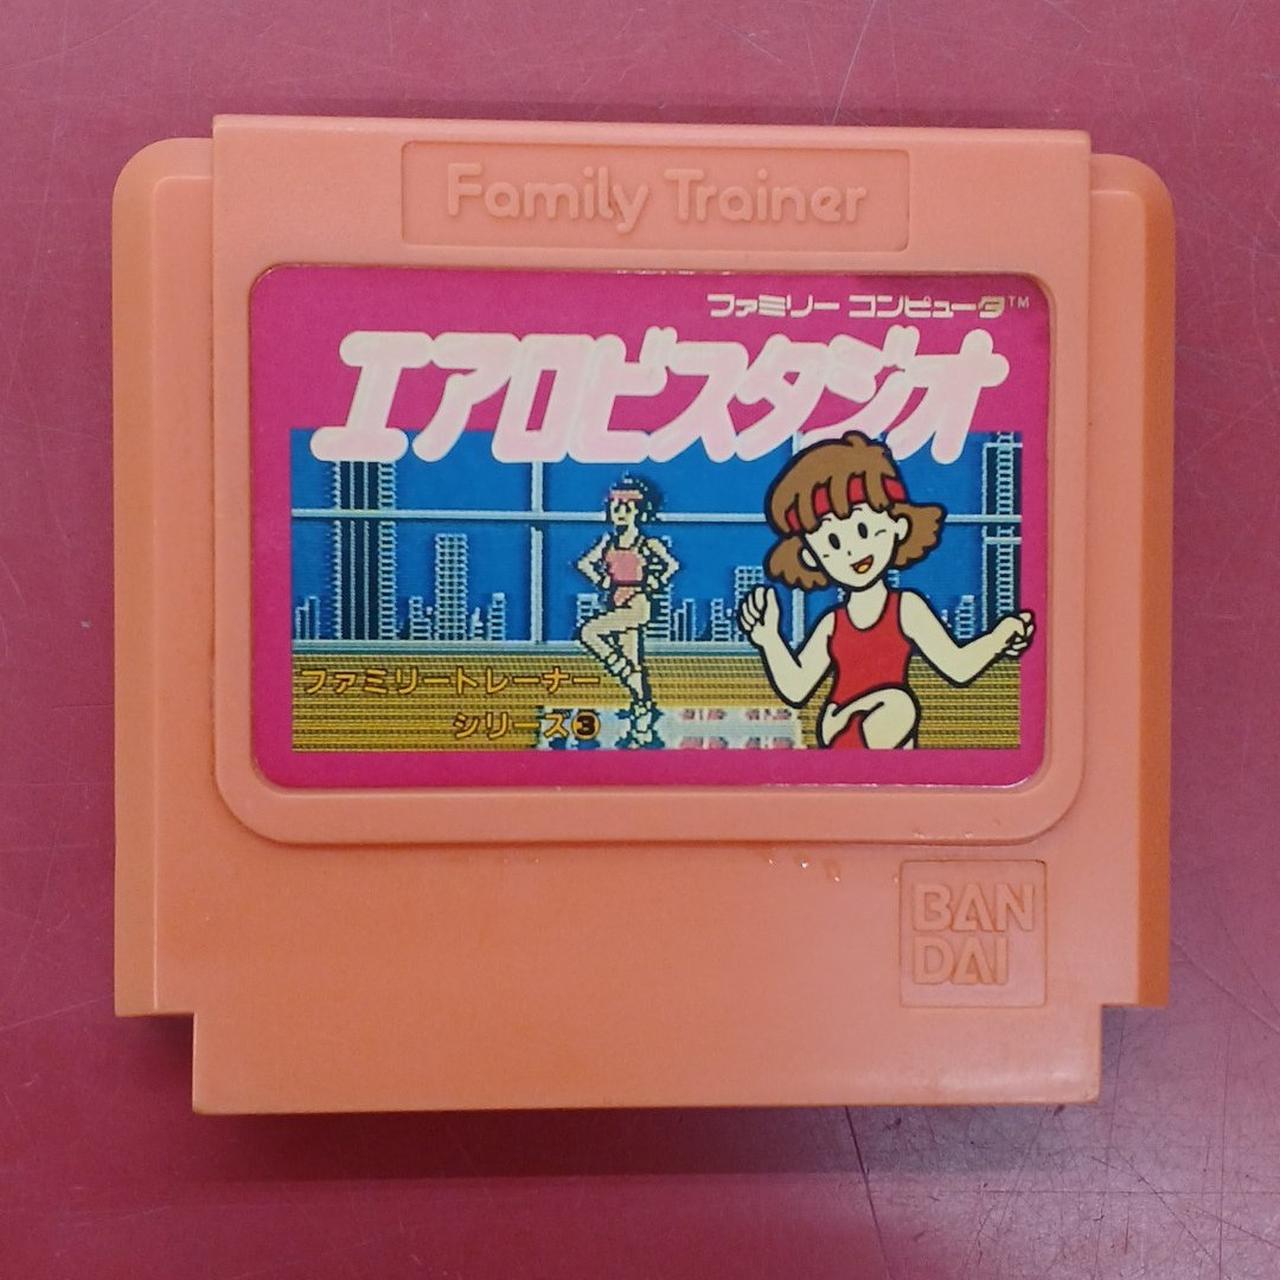 Family Trainer
ファミリー コンピュータ™
エアロビスタジオ
ファミリートレーナー
シリーズ③
BAN
DAI